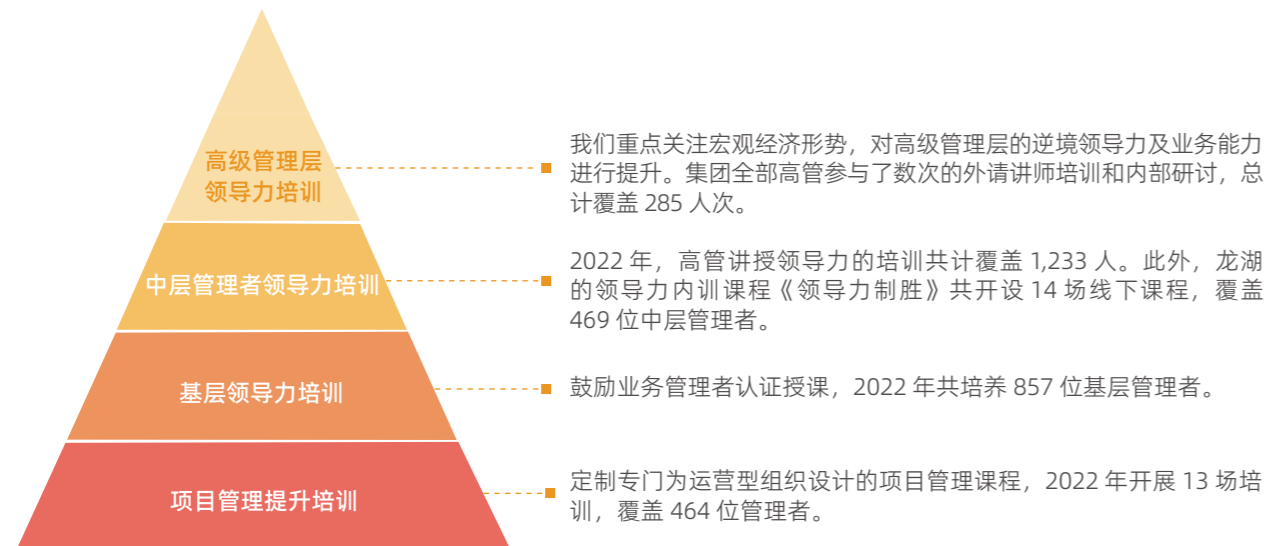 高级管理层
领导力培训
我们重点关注宏观经济形势，对高级管理层的逆境领导力及业务能力
进行提升。集团全部高管参与了数次的外请讲师培训和内部研讨，总
计覆盖 285 人次。
中层管理者领导力培训
2022 年，高管讲授领导力的培训共计覆盖 1,233 人。此外，龙湖
的领导力内训课程《领导力制胜》共开设 14 场线下课程，覆盖
469 位中层管理者。
基层领导力培训
鼓励业务管理者认证授课，2022 年共培养 857 位基层管理者。
项目管理提升培训
定制专门为运营型组织设计的项目管理课程，2022 年开展 13 场培
训，覆盖 464 位管理者。